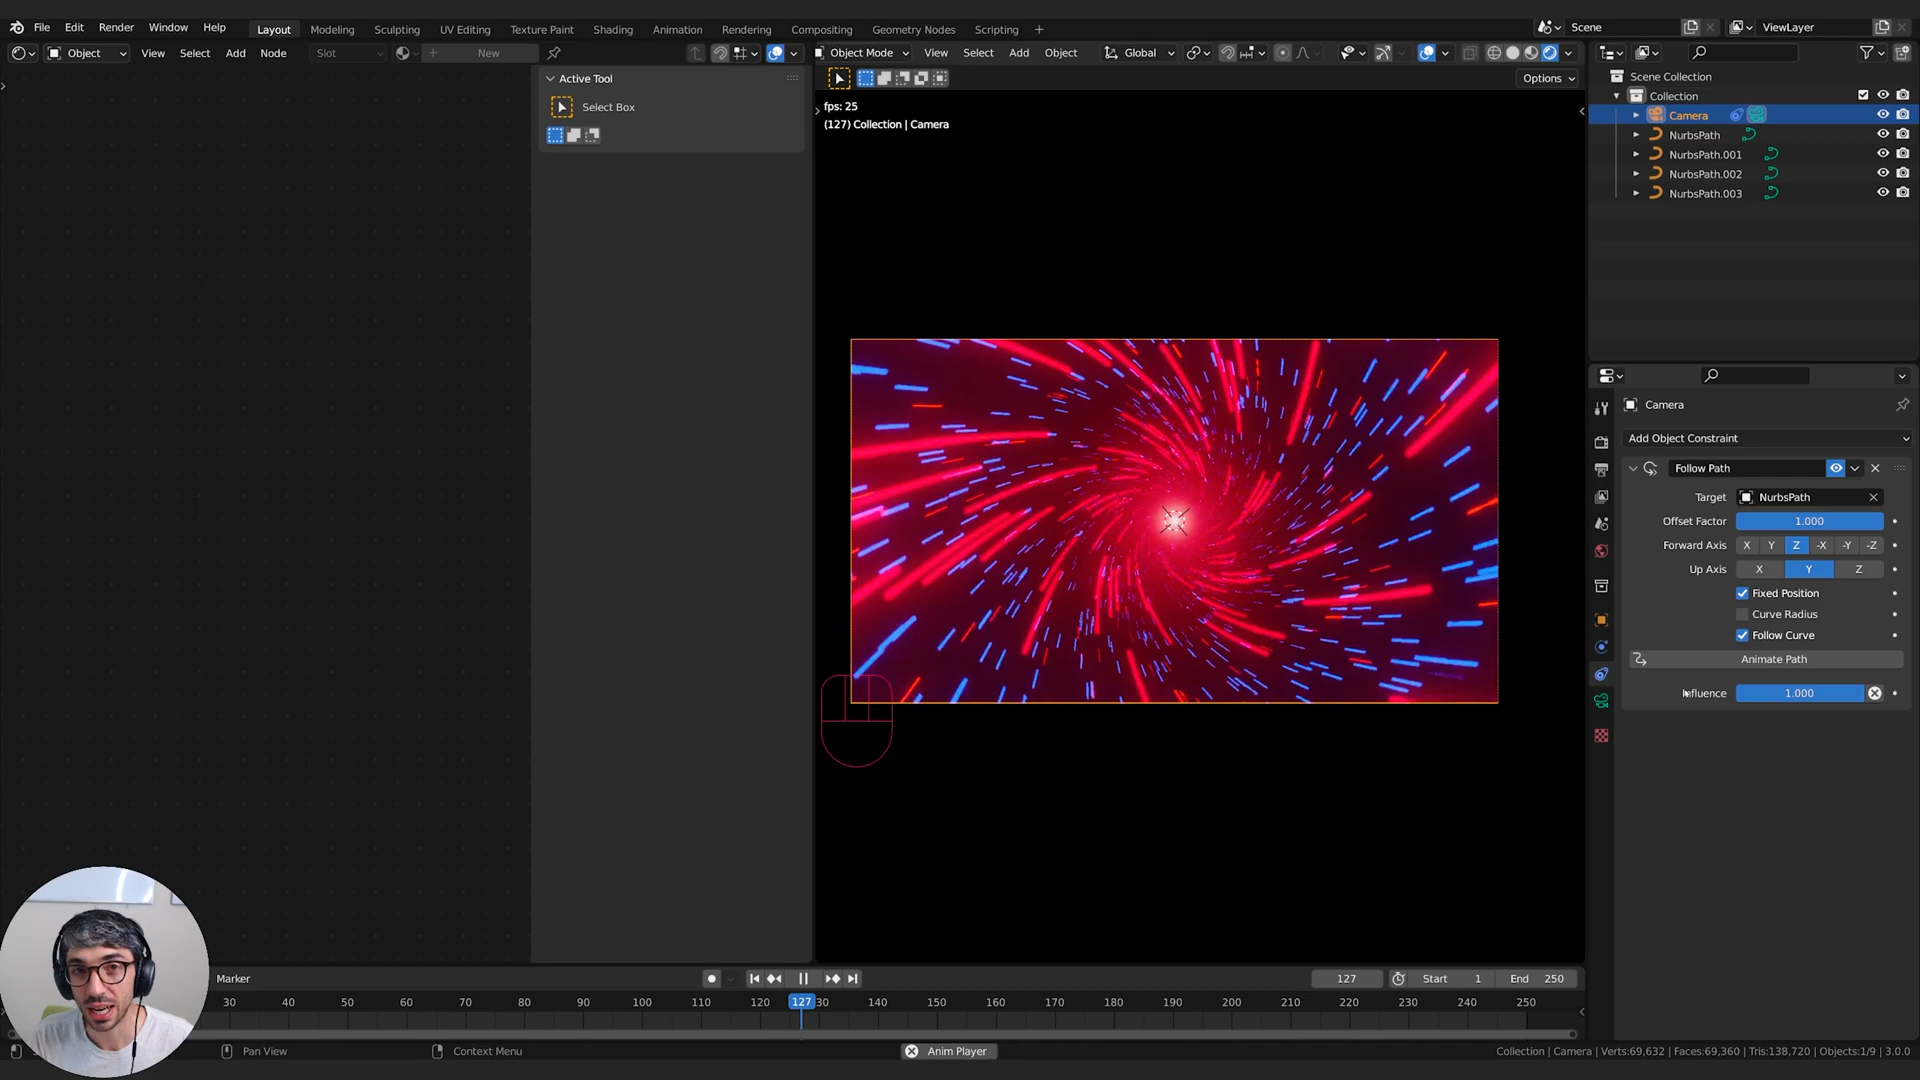 File Edit Render Window Help Layout Modeling Sculpting UV Editing Texture Paint Shading Animation Rendering Compositing Geometry Nodes Scripting + Scene ViewLayer
Object View Select Add Node Slot New Object Mode View Select Add Object Global
Active Tool
Select Box
Options
fps: 25
(127) Collection | Camera
Scene Collection
Collection
Camera
NurbsPath
NurbsPath.001
NurbsPath.002
NurbsPath.003
Camera
Add Object Constraint
Follow Path
Target NurbsPath
Offset Factor 1.000
Forward Axis X Y Z -X -Y -Z
Up Axis X Y Z
Fixed Position
Curve Radius
Follow Curve
Animate Path
Influence 1.000
Marker 127 Start 1 End 250
30 40 50 60 70 80 90 100 110 120 127 30 140 150 160 170 180 190 200 210 220 230 240 250
Pan View Context Menu Anim Player Collection | Camera | Verts:69,632 | Faces:69,360 | Tris:138,720 | Objects:1/9 | 3.0.0